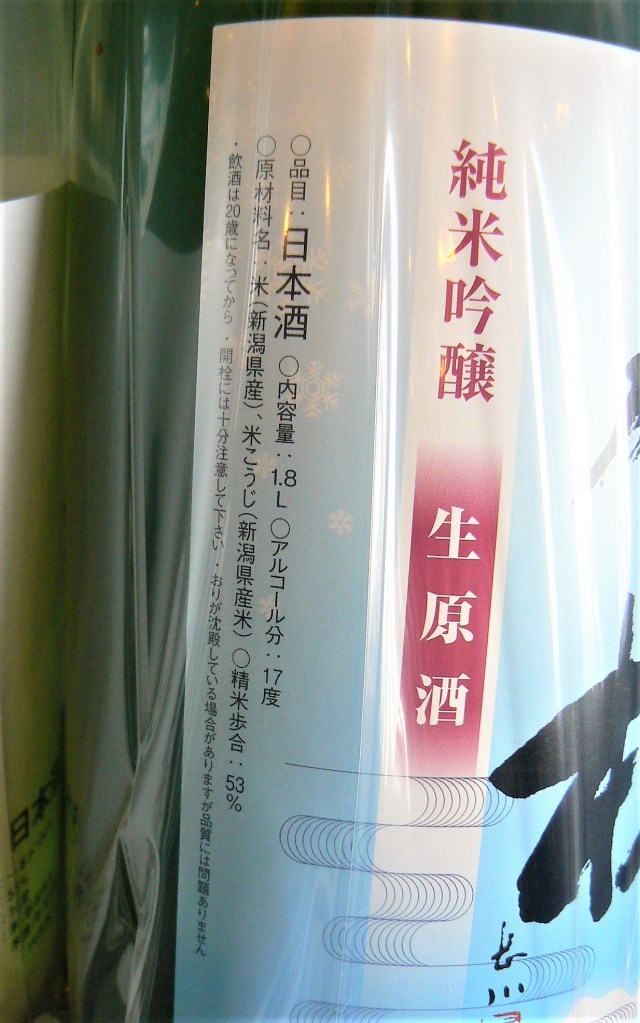 純米吟醸
生原酒
○品目：日本酒 ○内容量：1.8L ○アルコール分：17度
○原材料名：米（新潟県産）、米こうじ（新潟県産米） ○精米歩合：53％
・飲酒は20歳になってから ・開栓には十分注意して下さい ・おりが沈殿している場合がありますが品質には問題ありません
日本